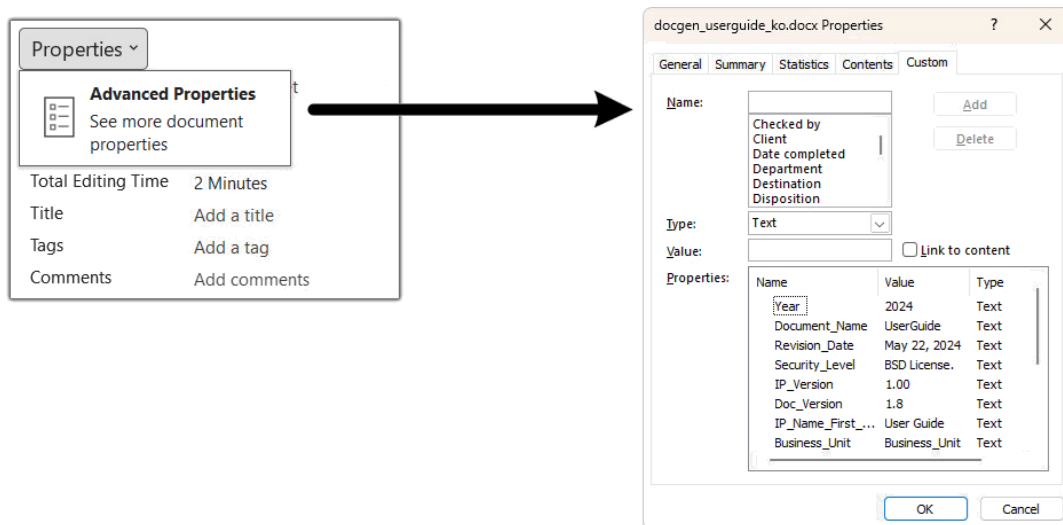 Properties
Advanced Properties
See more document
properties
Total Editing Time 2 Minutes
Title Add a title
Tags Add a tag
Comments Add comments
docgen_userguide_ko.docx Properties ? X
General Summary Statistics Contents Custom
Name: Add
Checked by
Client
Date completed
Department
Destination
Disposition
Delete
Type: Text
Value: Link to content
Properties:
Name Value Type
Year 2024 Text
Document_Name UserGuide Text
Revision_Date May 22, 2024 Text
Security_Level BSD License. Text
IP_Version 1.00 Text
Doc_Version 1.8 Text
IP_Name_First_... User Guide Text
Business_Unit Business_Unit Text
OK Cancel